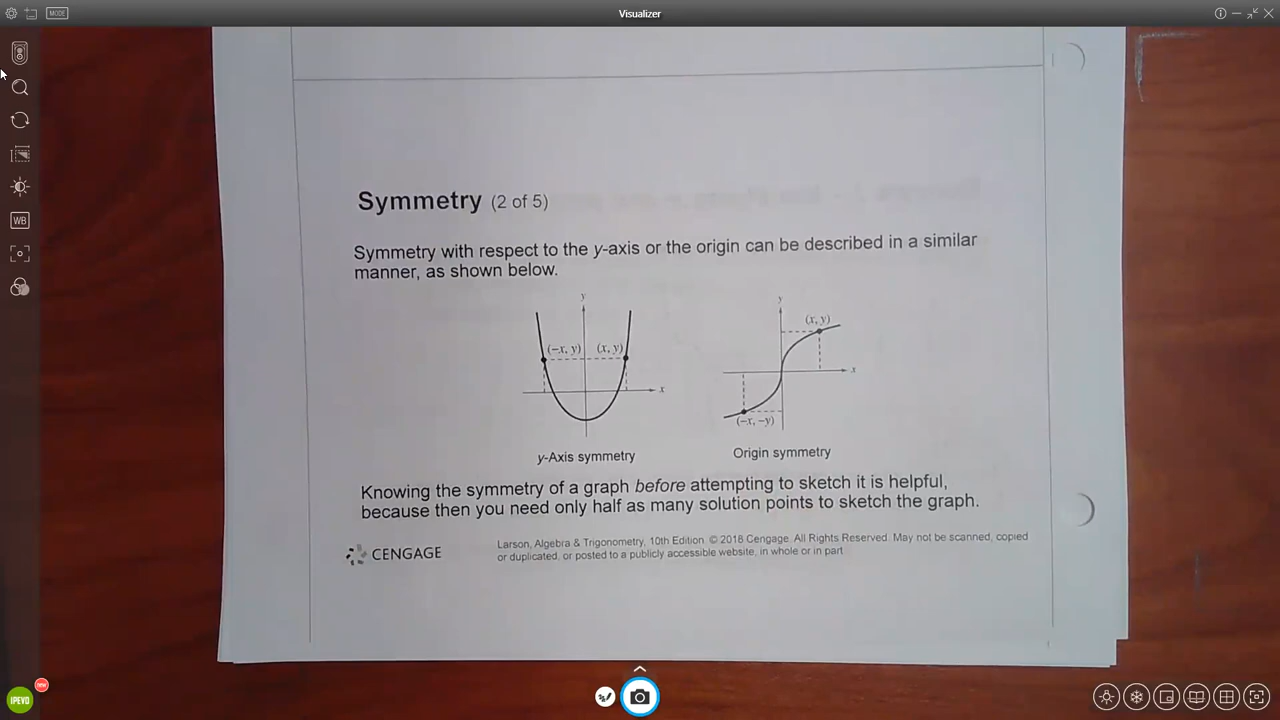 MODE
Visualizer
WB
Symmetry (2 of 5)
Symmetry with respect to the y-axis or the origin can be described in a similar
manner, as shown below.
y
(−x, y) (x, y)
x
y-Axis symmetry
y
(x, y)
x
(−x, −y)
Origin symmetry
Knowing the symmetry of a graph before attempting to sketch it is helpful,
because then you need only half as many solution points to sketch the graph.
CENGAGE
Larson, Algebra & Trigonometry, 10th Edition. © 2018 Cengage. All Rights Reserved. May not be scanned, copied
or duplicated, or posted to a publicly accessible website, in whole or in part
new
IPEVO